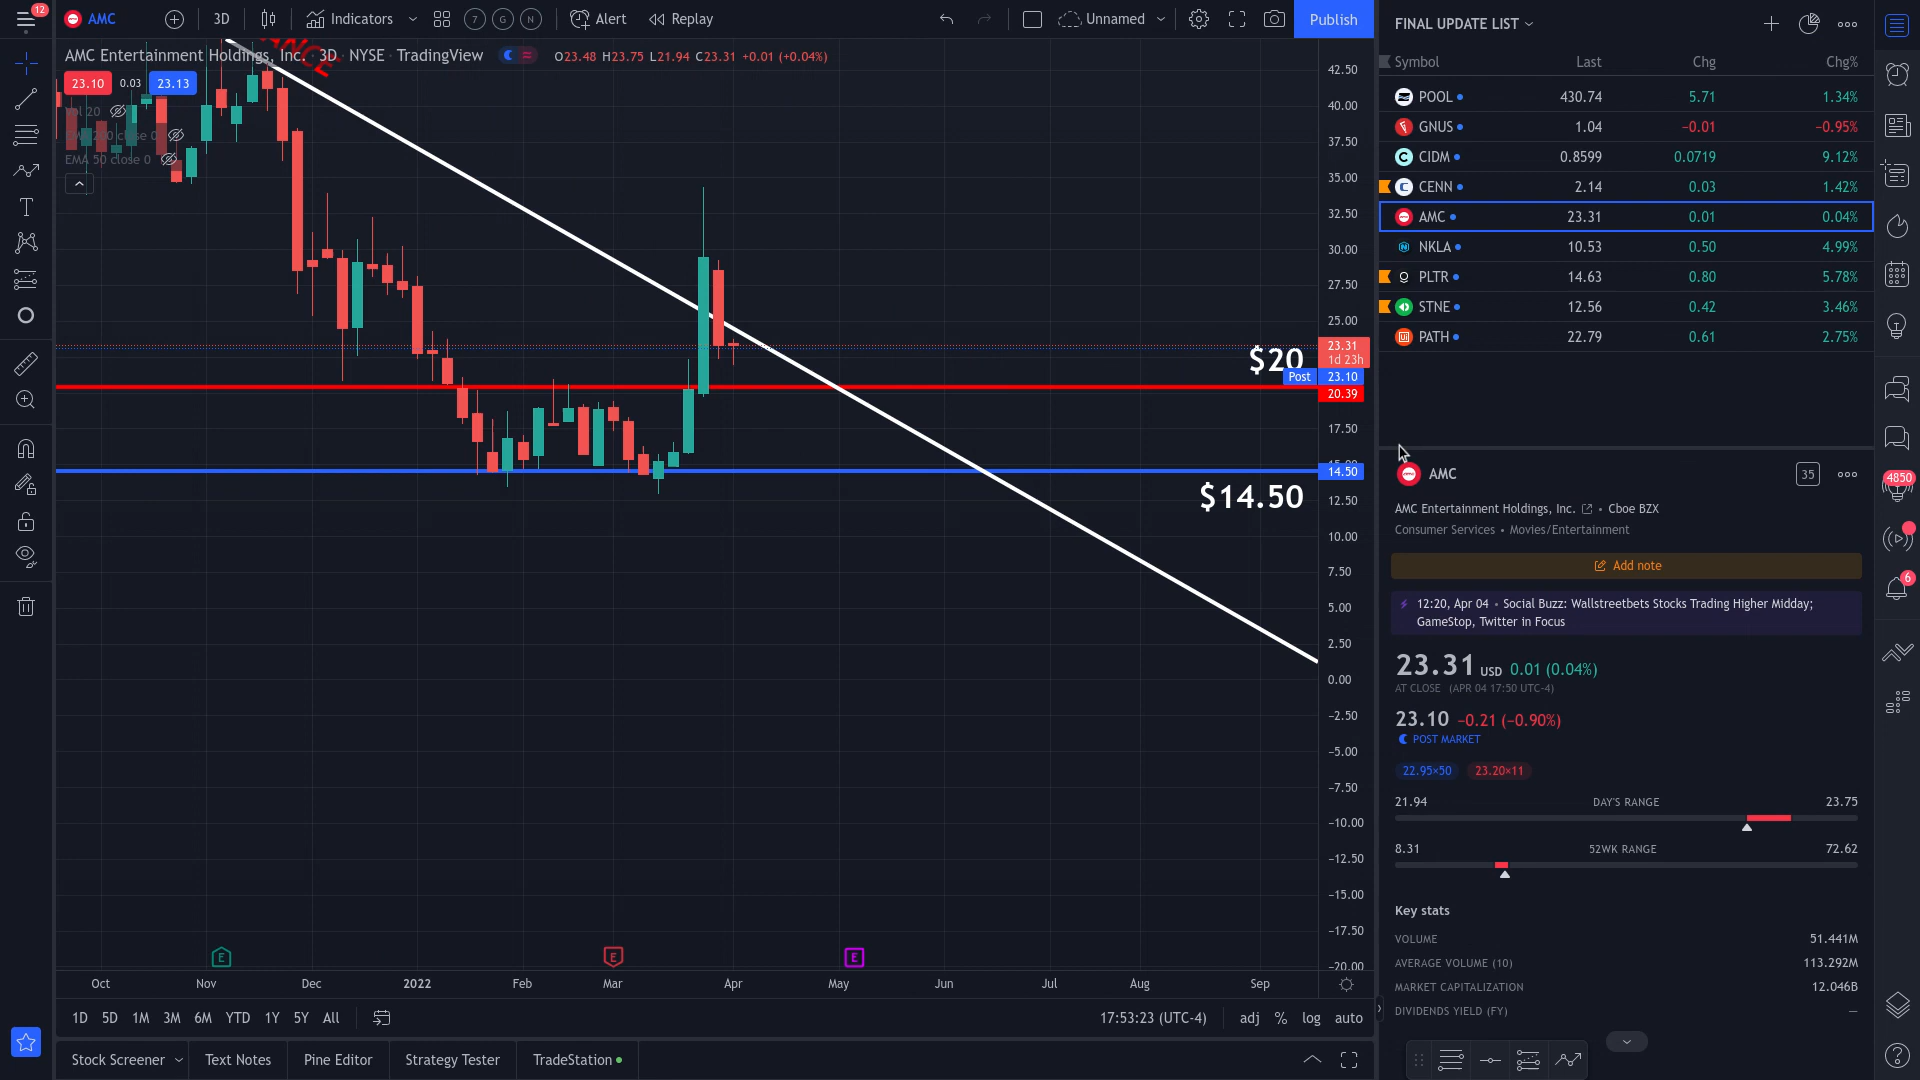 12
AMC
3D
Indicators
7
G
N
Alert
Replay
Unnamed
Publish
AMC Entertainment Holdings, Inc. · 3D · NYSE · TradingView
O23.48 H23.75 L21.94 C23.31 +0.01 (+0.04%)
23.10
0.03
23.13
Vol 20
EMA 50 close 0
42.50
40.00
37.50
35.00
32.50
30.00
27.50
25.00
23.31
1d 23h
Post 23.10
20.39
17.50
14.50
12.50
10.00
7.50
5.00
2.50
0.00
−2.50
−5.00
−7.50
−10.00
−12.50
−15.00
−17.50
−20.00
$20
$14.50
E
E
E
Oct
Nov
Dec
2022
Feb
Mar
Apr
May
Jun
Jul
Aug
Sep
1D 5D 1M 3M 6M YTD 1Y 5Y All
17:53:23 (UTC-4)
adj % log auto
Stock Screener
Text Notes
Pine Editor
Strategy Tester
TradeStation
FINAL UPDATE LIST
Symbol Last Chg Chg%
POOL 430.74 5.71 1.34%
GNUS 1.04 −0.01 −0.95%
CIDM 0.8599 0.0719 9.12%
CENN 2.14 0.03 1.42%
AMC 23.31 0.01 0.04%
NKLA 10.53 0.50 4.99%
PLTR 14.63 0.80 5.78%
STNE 12.56 0.42 3.46%
PATH 22.79 0.61 2.75%
AMC
35
AMC Entertainment Holdings, Inc. • Cboe BZX
Consumer Services • Movies/Entertainment
Add note
12:20, Apr 04 • Social Buzz: Wallstreetbets Stocks Trading Higher Midday;
GameStop, Twitter in Focus
23.31 USD 0.01 (0.04%)
AT CLOSE (APR 04 17:50 UTC-4)
23.10 −0.21 (−0.90%)
POST MARKET
22.95×50
23.20×11
21.94 DAY'S RANGE 23.75
8.31 52WK RANGE 72.62
Key stats
VOLUME 51.441M
AVERAGE VOLUME (10) 113.292M
MARKET CAPITALIZATION 12.046B
DIVIDENDS YIELD (FY) —
4850
6